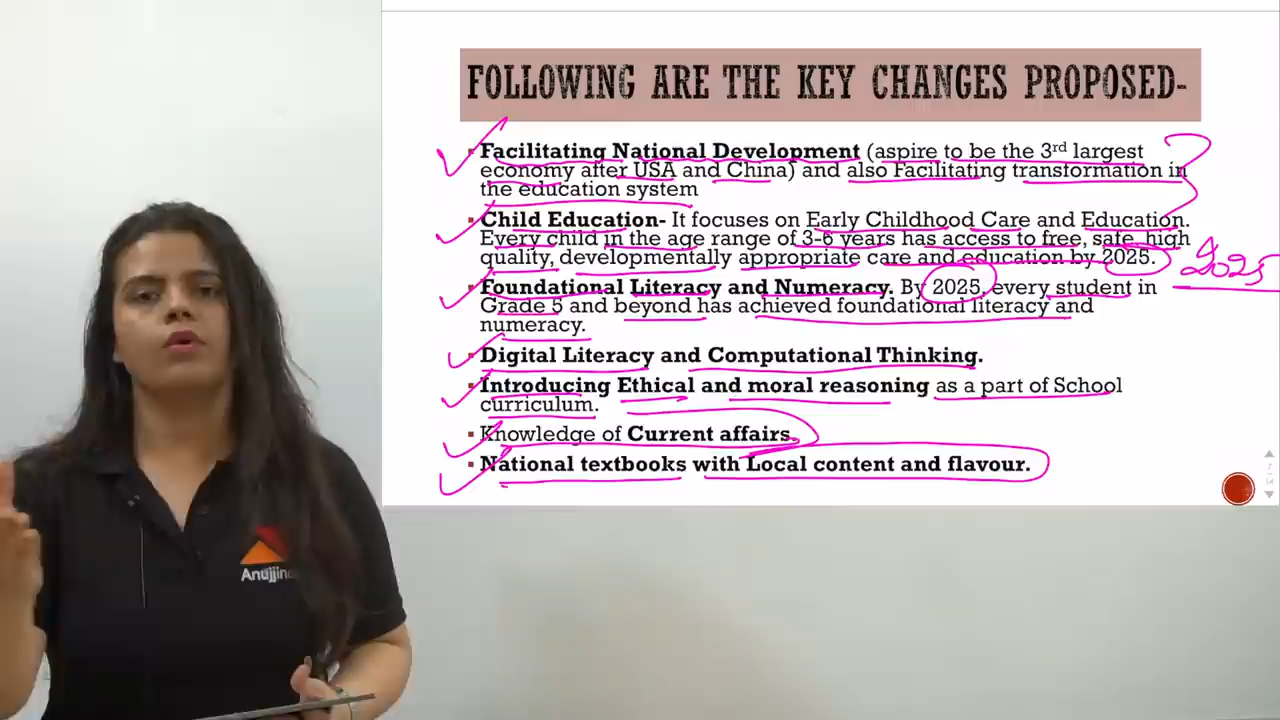 FOLLOWING ARE THE KEY CHANGES PROPOSED-
Facilitating National Development (aspire to be the 3rd largest
economy after USA and China) and also Facilitating transformation in
the education system
Child Education- It focuses on Early Childhood Care and Education.
Every child in the age range of 3-6 years has access to free, safe, high
quality, developmentally appropriate care and education by 2025.
2025
Foundational Literacy and Numeracy. By 2025, every student in
Grade 5 and beyond has achieved foundational literacy and
numeracy.
Digital Literacy and Computational Thinking.
Introducing Ethical and moral reasoning as a part of School
curriculum.
Knowledge of Current affairs.
National textbooks with Local content and flavour.